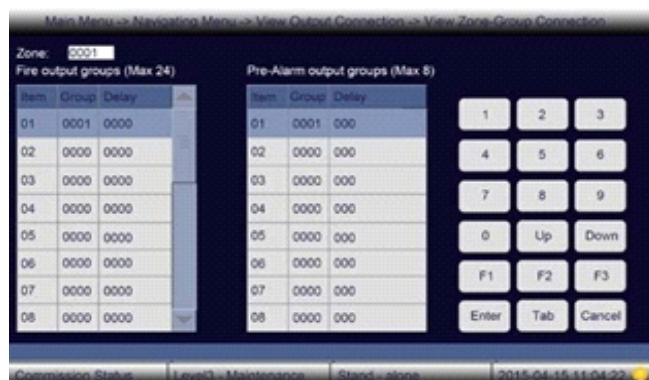 Main Menu -> Navigating Menu -> View Output Connection -> View Zone-Group Connection
Zone: 0001
Fire output groups (Max 24)
Pre-Alarm output groups (Max 8)
Item Group Delay
01 0001 0000
02 0000 0000
03 0000 0000
04 0000 0000
05 0000 0000
06 0000 0000
07 0000 0000
08 0000 0000
Item Group Delay
01 0001 000
02 0000 000
03 0000 000
04 0000 000
05 0000 000
06 0000 000
07 0000 000
08 0000 000
1 2 3
4 5 6
7 8 9
0 Up Down
F1 F2 F3
Enter Tab Cancel
Commission Status Level3 - Maintenance Stand - alone 2015-04-15 11:04:22